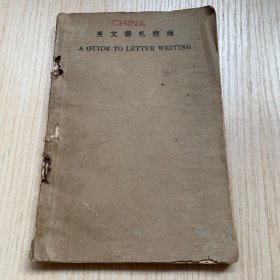 CHINA
英文書札指南
A GUIDE TO LETTER WRITING